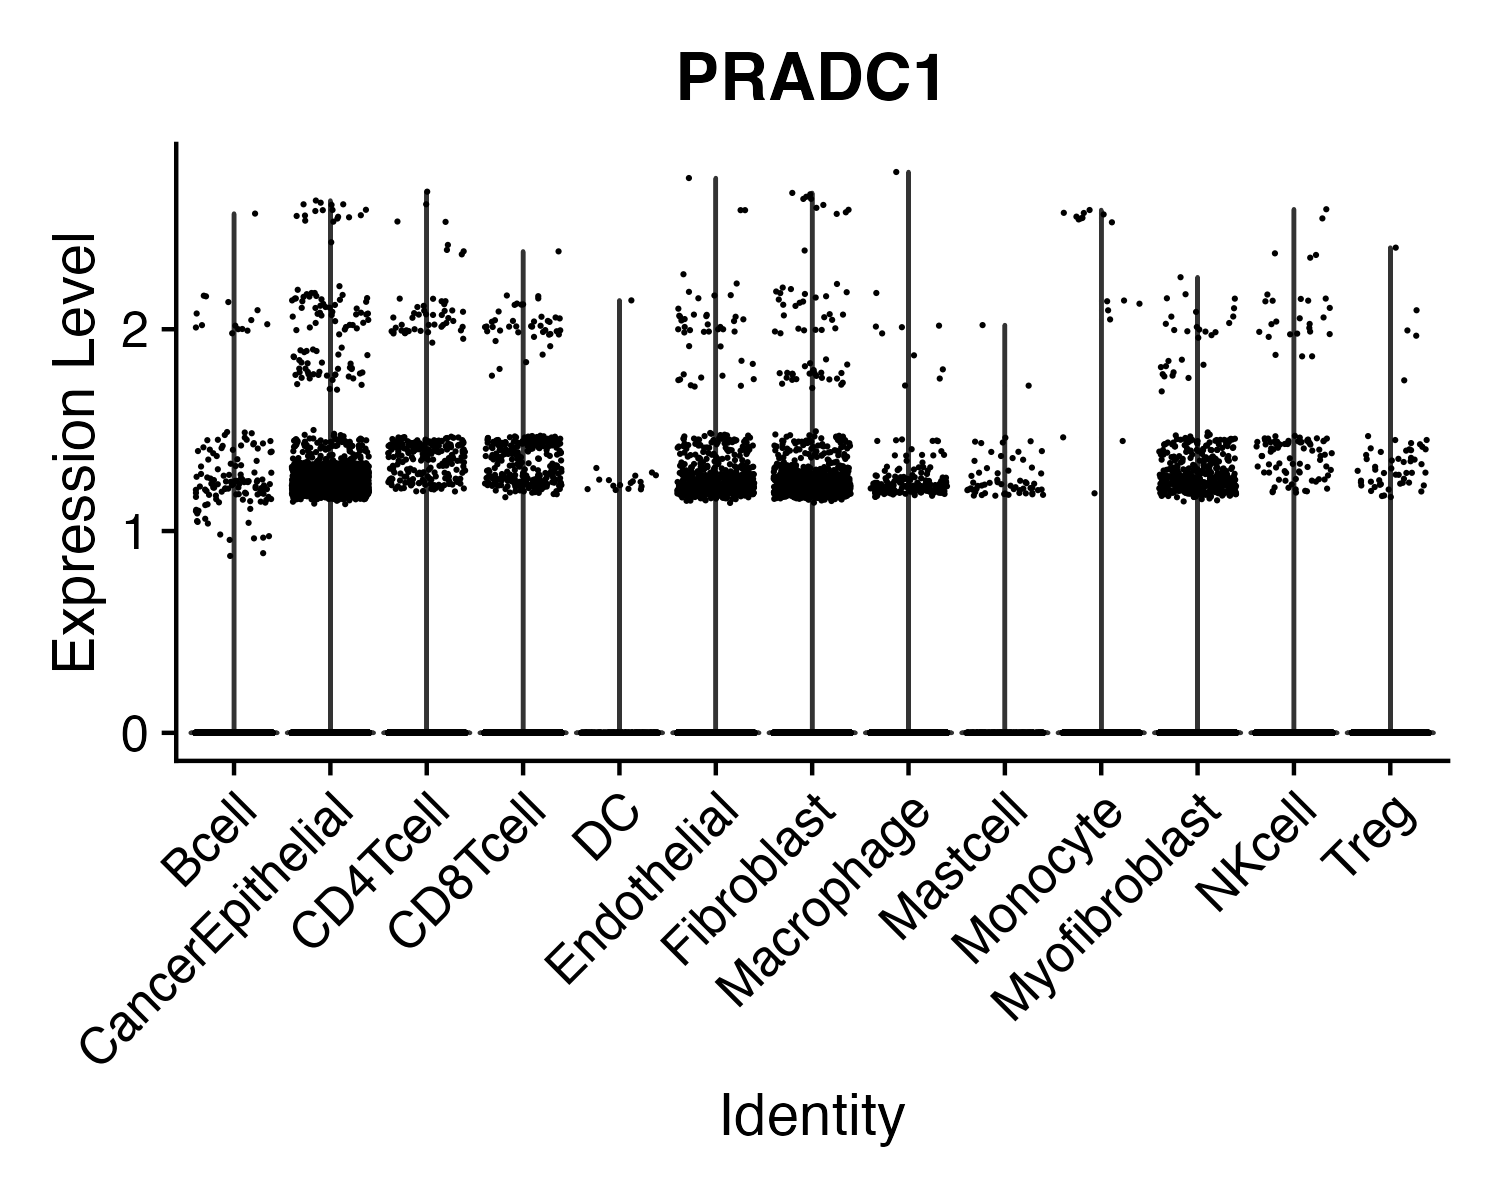 PRADC1
Expression Level
2
1
0
Bcell
CancerEpithelial
CD4Tcell
CD8Tcell
DC
Endothelial
Fibroblast
Macrophage
Mastcell
Monocyte
Myofibroblast
NKcell
Treg
Identity